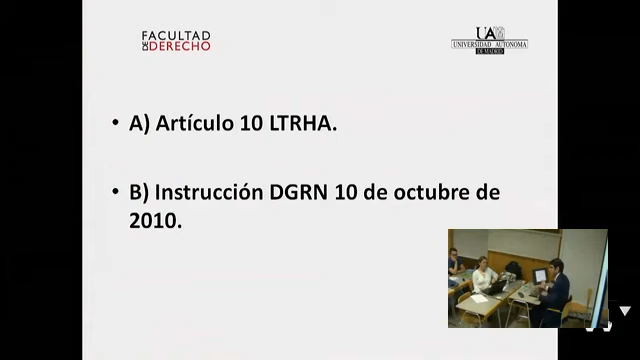 FACULTAD
DE DERECHO
UAM
UNIVERSIDAD AUTONOMA
DE MADRID
• A) Artículo 10 LTRHA.
• B) Instrucción DGRN 10 de octubre de
2010.